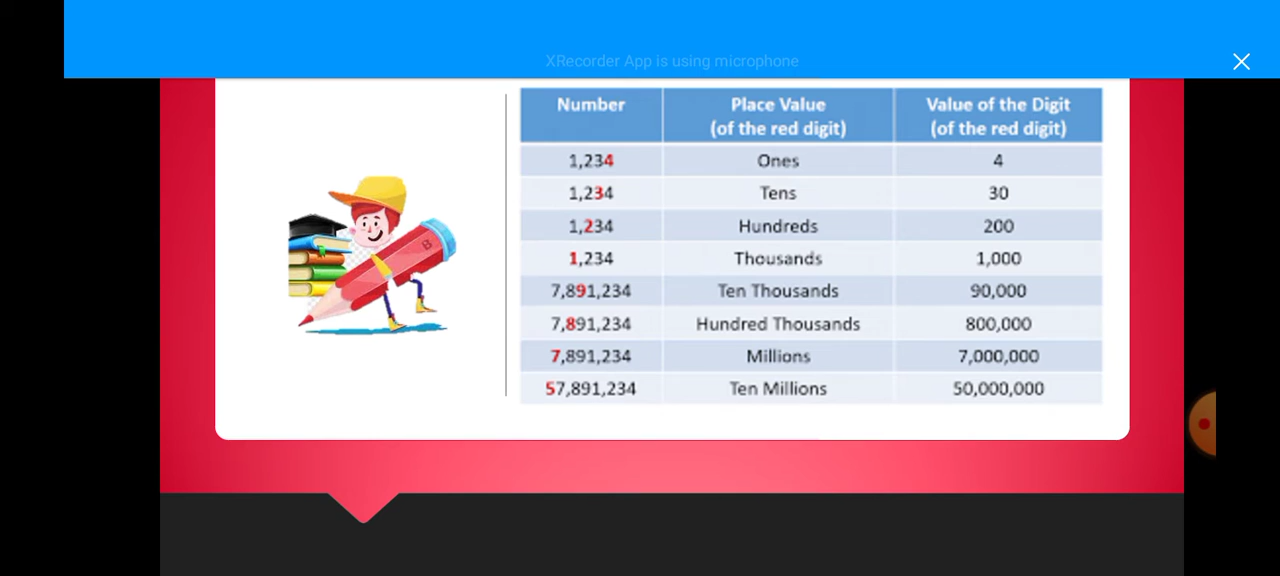 XRecorder App is using microphone
Number Place Value Value of the Digit
(of the red digit) (of the red digit)
1,234 Ones 4
1,234 Tens 30
1,234 Hundreds 200
1,234 Thousands 1,000
7,891,234 Ten Thousands 90,000
7,891,234 Hundred Thousands 800,000
7,891,234 Millions 7,000,000
57,891,234 Ten Millions 50,000,000
B